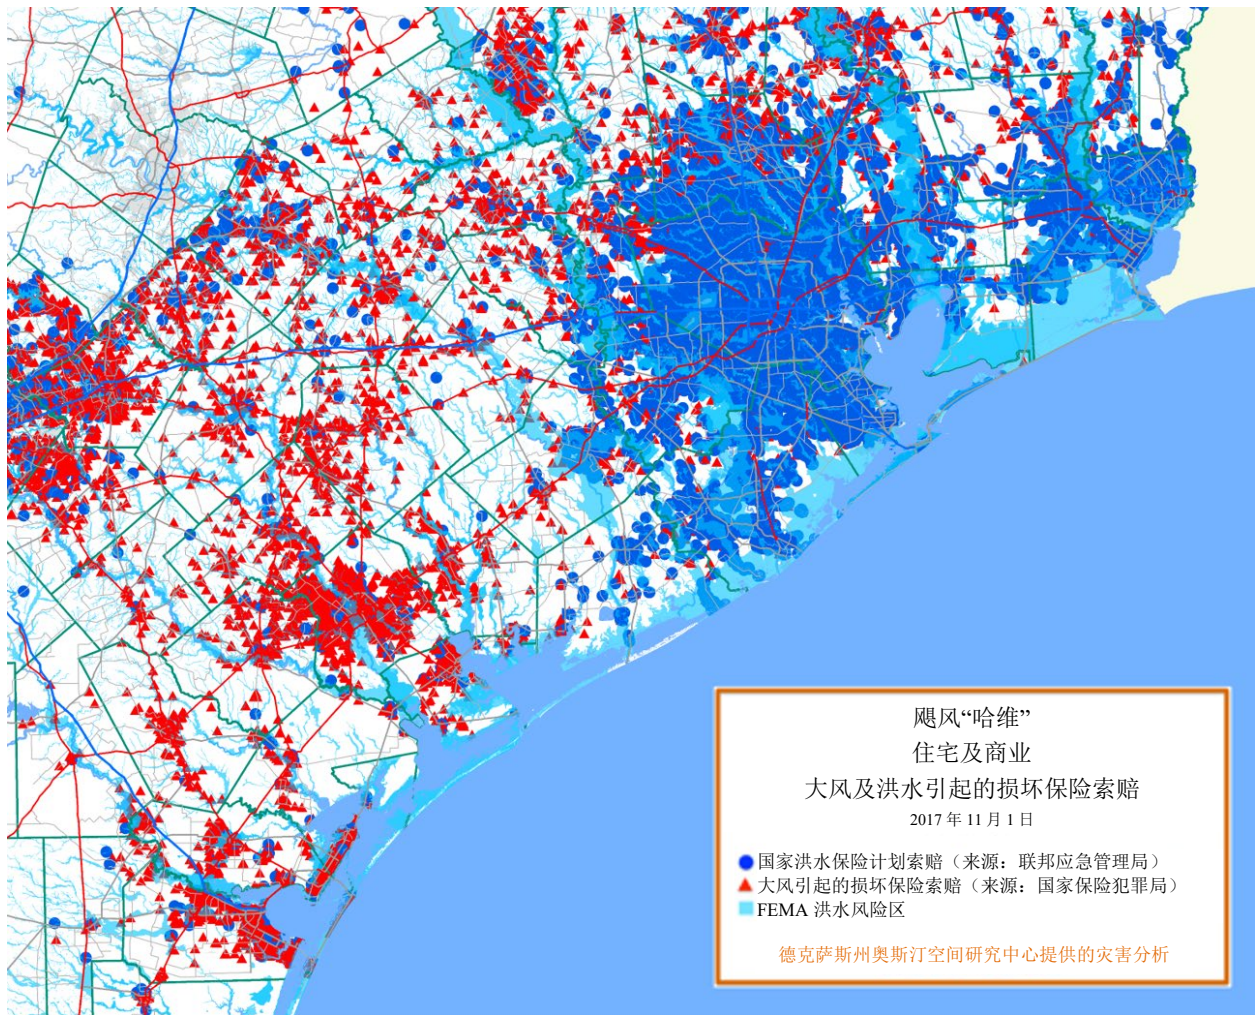 飓风“哈维”
住宅及商业
大风及洪水引起的损坏保险索赔
2017 年 11 月 1 日
国家洪水保险计划索赔（来源：联邦应急管理局）
大风引起的损坏保险索赔（来源：国家保险犯罪局）
FEMA 洪水风险区
德克萨斯州奥斯汀空间研究中心提供的灾害分析